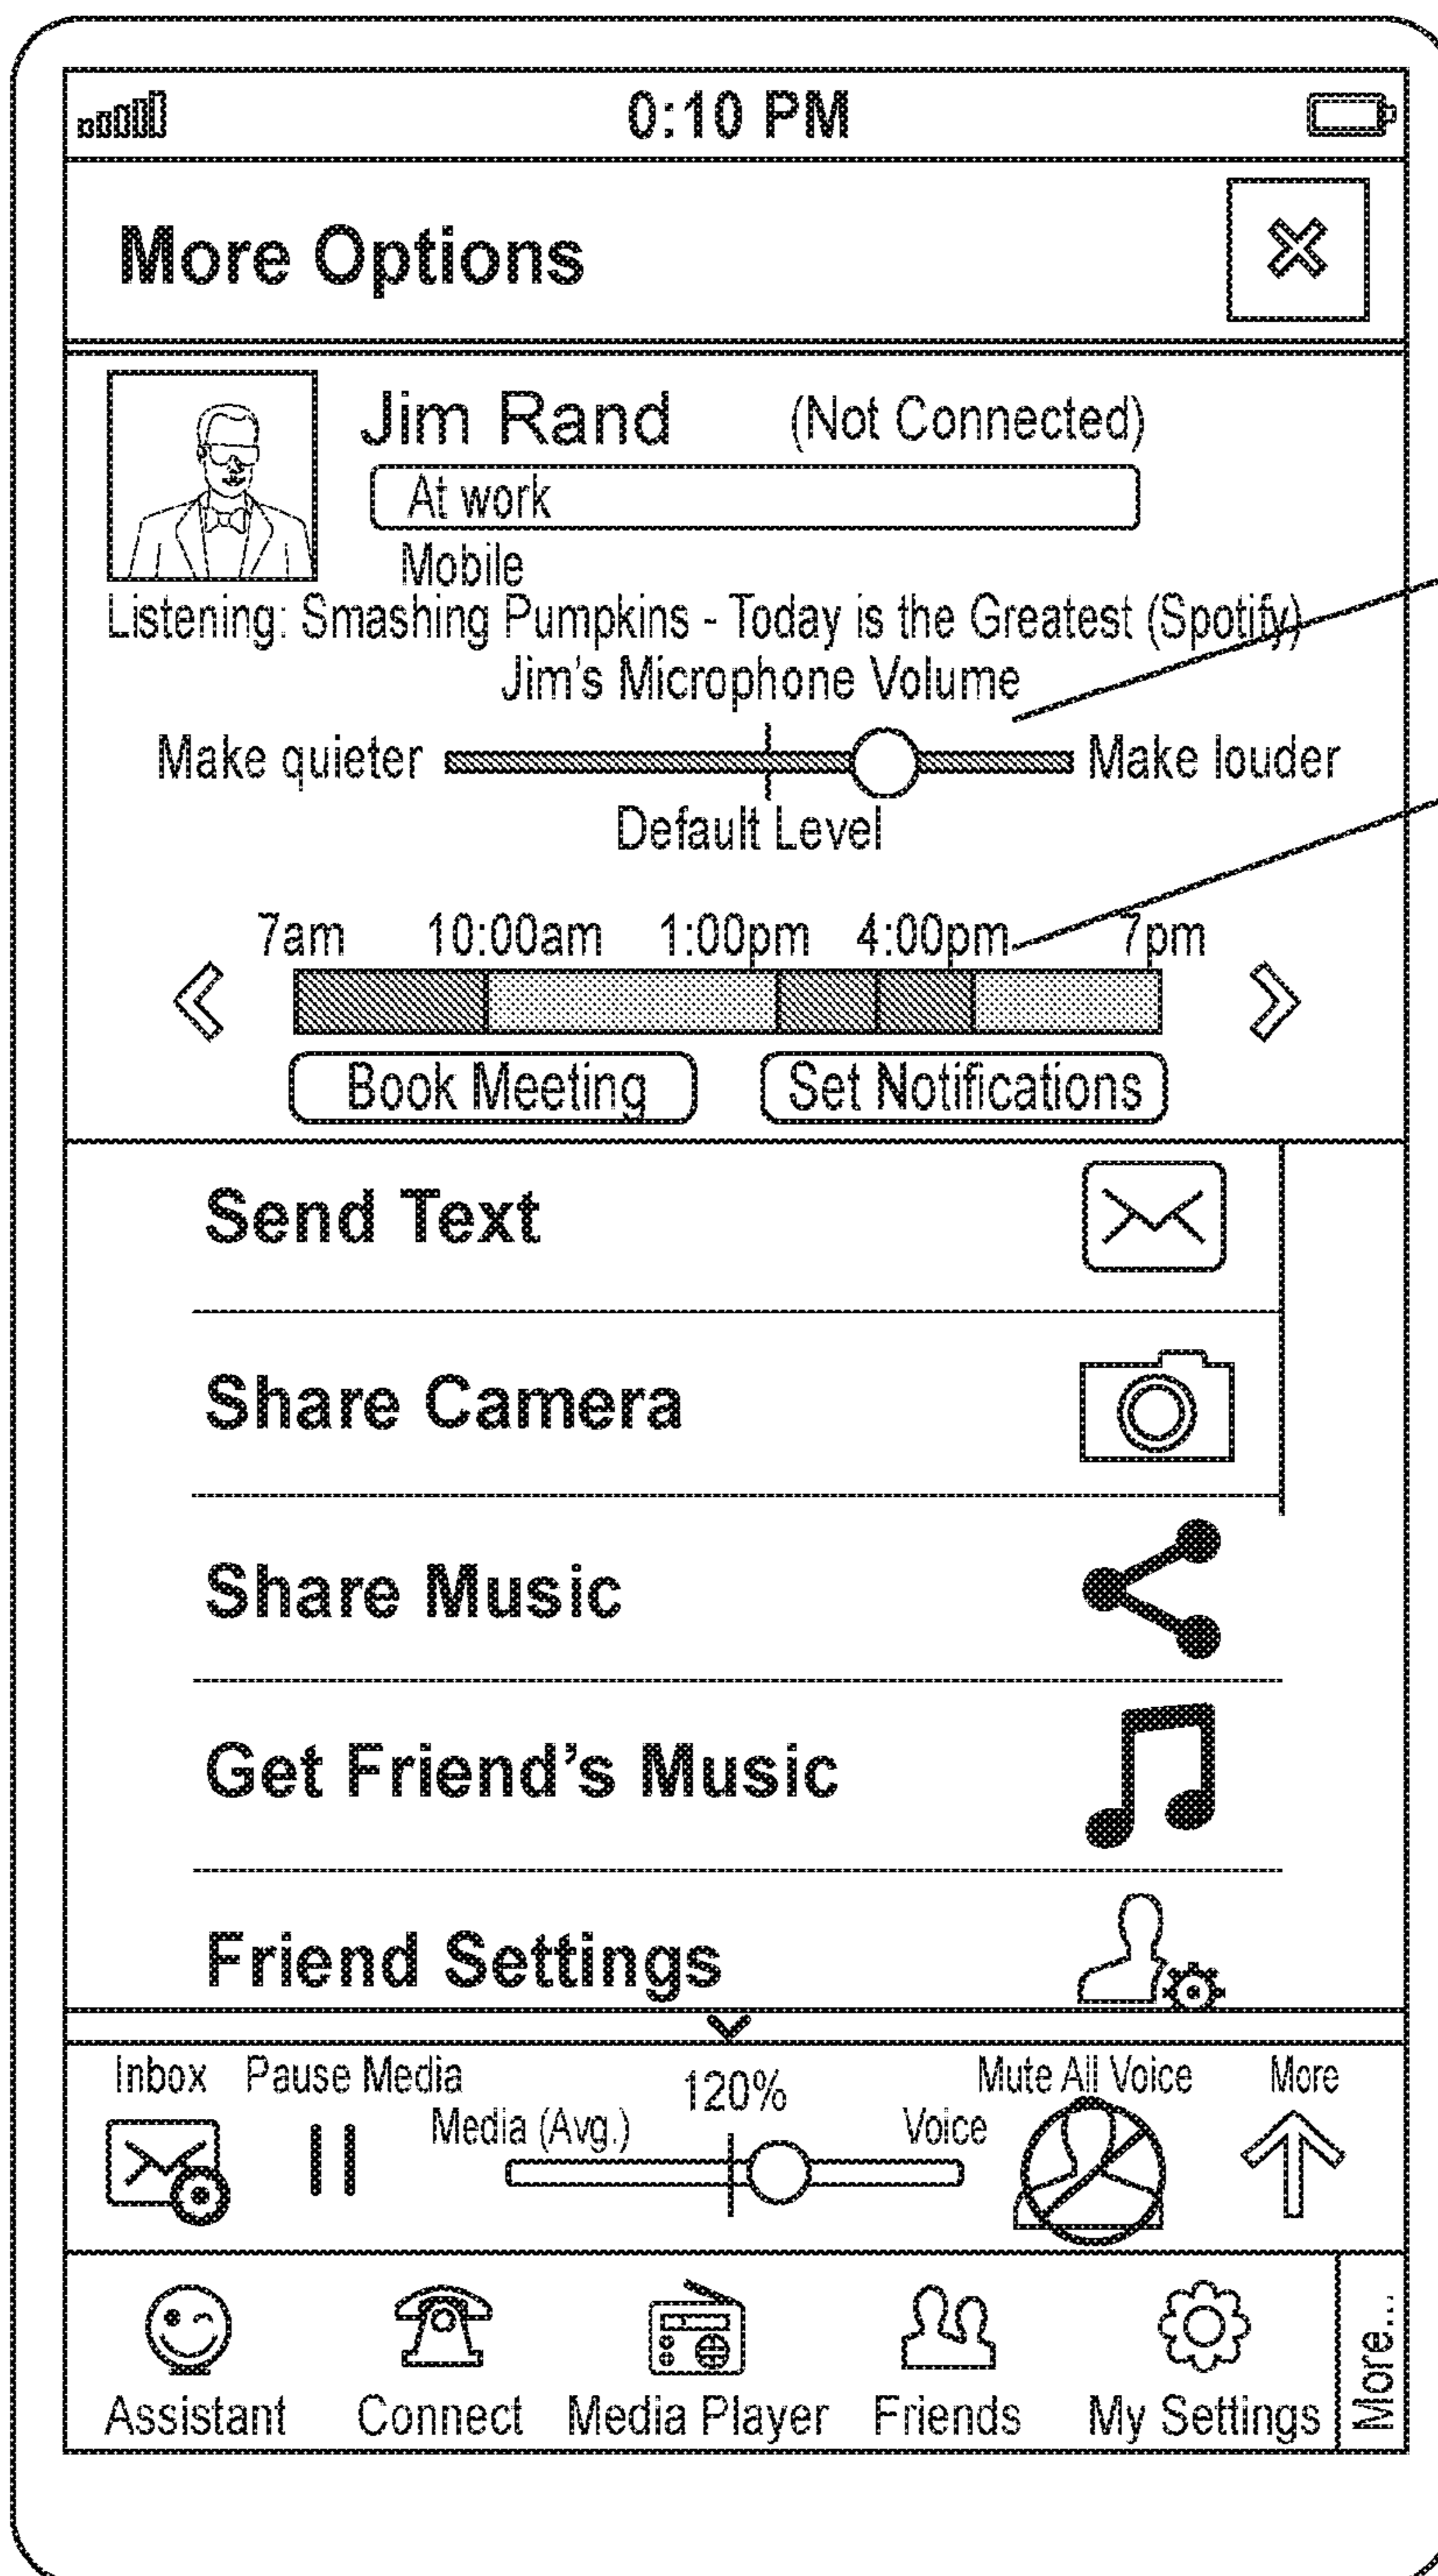 0:10 PM
More Options
Jim Rand (Not Connected)
At work
Mobile
Listening: Smashing Pumpkins - Today is the Greatest (Spotify)
Jim's Microphone Volume
Make quieter Make louder
Default Level
7am 10:00am 1:00pm 4:00pm 7pm
Book Meeting Set Notifications
Send Text
Share Camera
Share Music
Get Friend's Music
Friend Settings
Inbox Pause Media 120% Mute All Voice More
Media (Avg.) Voice
Assistant Connect Media Player Friends My Settings More...